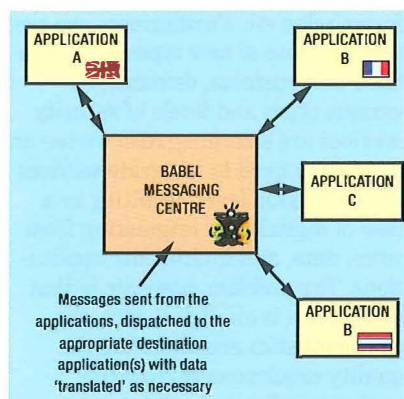 APPLICATION
A
APPLICATION
B
BABEL
MESSAGING
CENTRE
APPLICATION
C
APPLICATION
B
Messages sent from the
applications, dispatched to the
appropriate destination
application(s) with data
'translated' as necessary